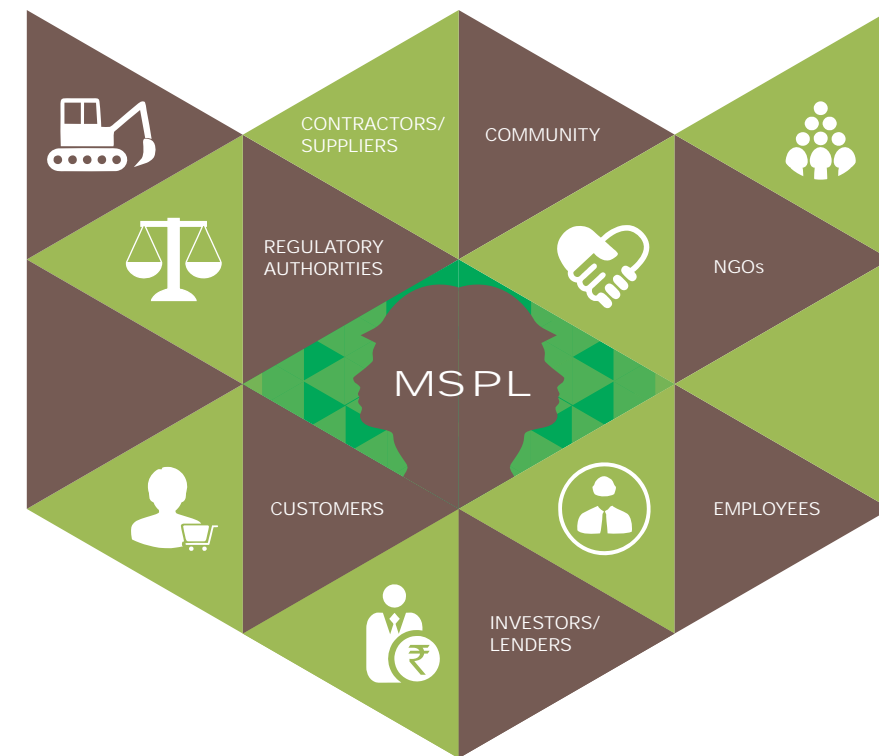 CONTRACTORS/
SUPPLIERS
COMMUNITY
REGULATORY
AUTHORITIES
NGOs
MSPL
CUSTOMERS
EMPLOYEES
INVESTORS/
LENDERS
₹